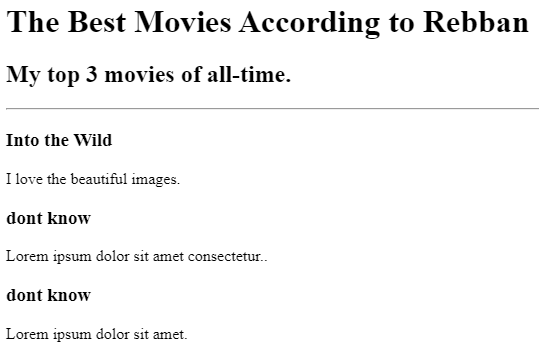 The Best Movies According to Rebban
My top 3 movies of all-time.
Into the Wild
I love the beautiful images.
dont know
Lorem ipsum dolor sit amet consectetur..
dont know
Lorem ipsum dolor sit amet.